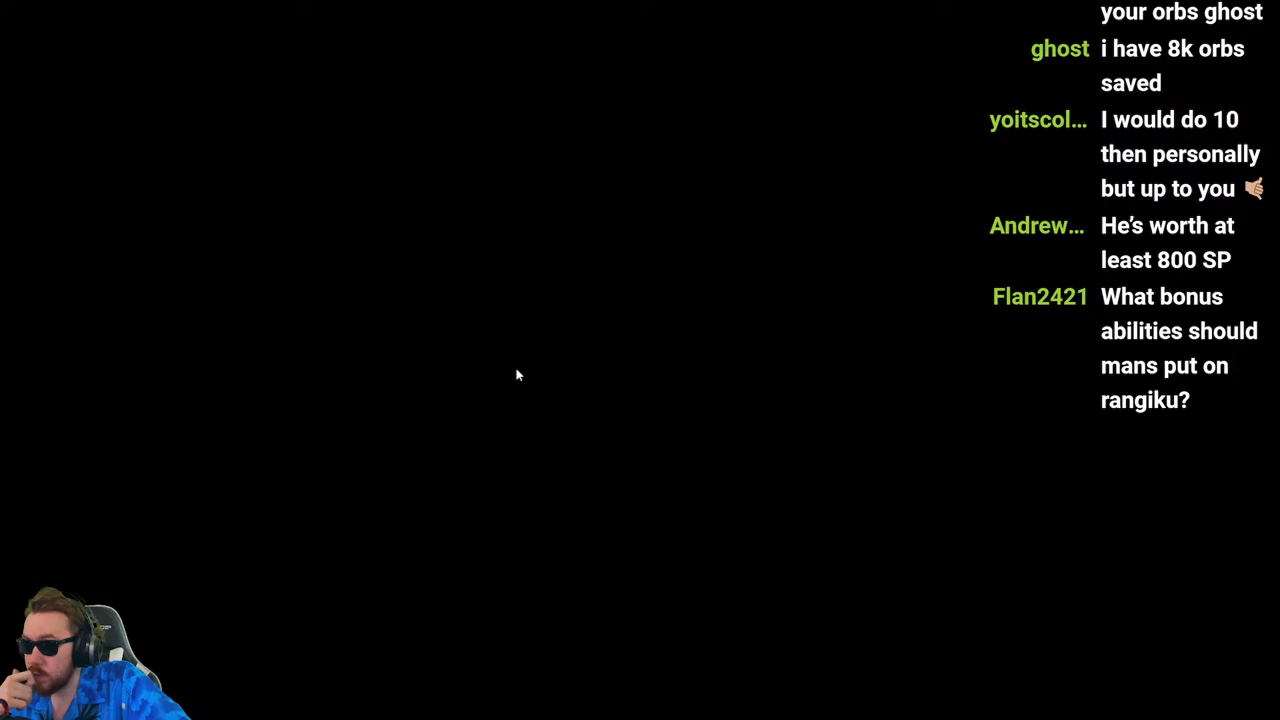 your orbs ghost
ghost i have 8k orbs
saved
yoitscol… I would do 10
then personally
but up to you 🤙🏼
Andrew… He’s worth at
least 800 SP
Flan2421 What bonus
abilities should
mans put on
rangiku?